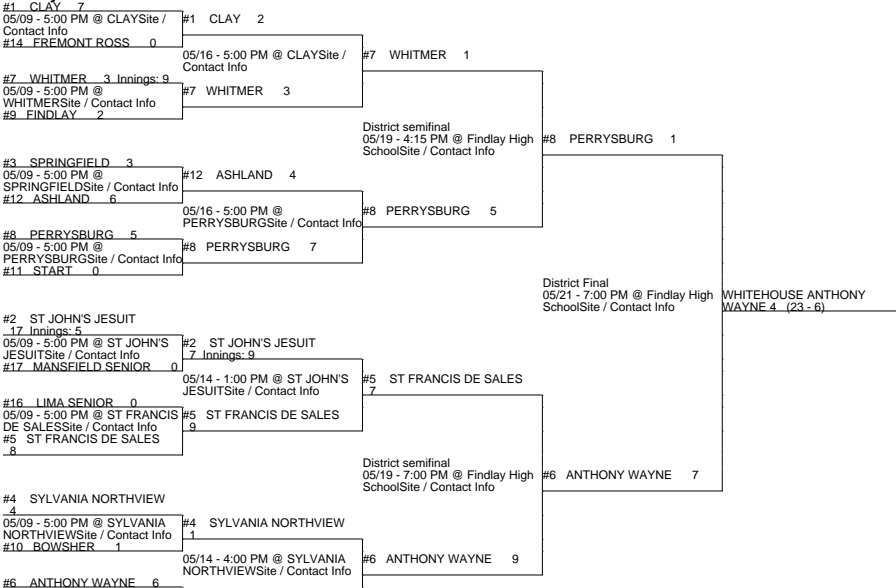 #1 CLAY 7
05/09 - 5:00 PM @ CLAYSite /
Contact Info
#14 FREMONT ROSS 0
#7 WHITMER 3 Innings: 9
05/09 - 5:00 PM @
WHITMERSite / Contact Info
#9 FINDLAY 2
#3 SPRINGFIELD 3
05/09 - 5:00 PM @
SPRINGFIELDSite / Contact Info
#12 ASHLAND 6
#8 PERRYSBURG 5
05/09 - 5:00 PM @
PERRYSBURGSite / Contact Info
#11 START 0
#2 ST JOHN'S JESUIT
17 Innings: 5
05/09 - 5:00 PM @ ST JOHN'S
JESUITSite / Contact Info
#17 MANSFIELD SENIOR 0
#16 LIMA SENIOR 0
05/09 - 5:00 PM @ ST FRANCIS
DE SALESSite / Contact Info
#5 ST FRANCIS DE SALES
8
#4 SYLVANIA NORTHVIEW
4
05/09 - 5:00 PM @ SYLVANIA
NORTHVIEWSite / Contact Info
#10 BOWSHER 1
#6 ANTHONY WAYNE 6
#1 CLAY 2
05/16 - 5:00 PM @ CLAYSite /
Contact Info
#7 WHITMER 3
#12 ASHLAND 4
05/16 - 5:00 PM @
PERRYSBURGSite / Contact Info
#8 PERRYSBURG 7
#2 ST JOHN'S JESUIT
7 Innings: 9
05/14 - 1:00 PM @ ST JOHN'S
JESUITSite / Contact Info
#5 ST FRANCIS DE SALES
9
#4 SYLVANIA NORTHVIEW
1
05/14 - 4:00 PM @ SYLVANIA
NORTHVIEWSite / Contact Info
#7 WHITMER 1
District semifinal
05/19 - 4:15 PM @ Findlay High
SchoolSite / Contact Info
#8 PERRYSBURG 5
#5 ST FRANCIS DE SALES
7
District semifinal
05/19 - 7:00 PM @ Findlay High
SchoolSite / Contact Info
#6 ANTHONY WAYNE 9
#8 PERRYSBURG 1
District Final
05/21 - 7:00 PM @ Findlay High
SchoolSite / Contact Info
#6 ANTHONY WAYNE 7
WHITEHOUSE ANTHONY
WAYNE 4 (23 - 6)